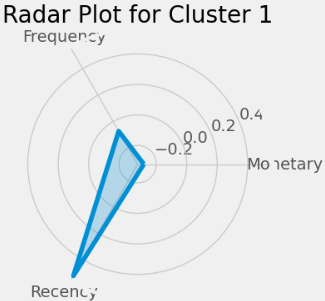 Radar Plot for Cluster 1
Frequency
0.4
0.2
0.0
−0.2
Monetary
Recency